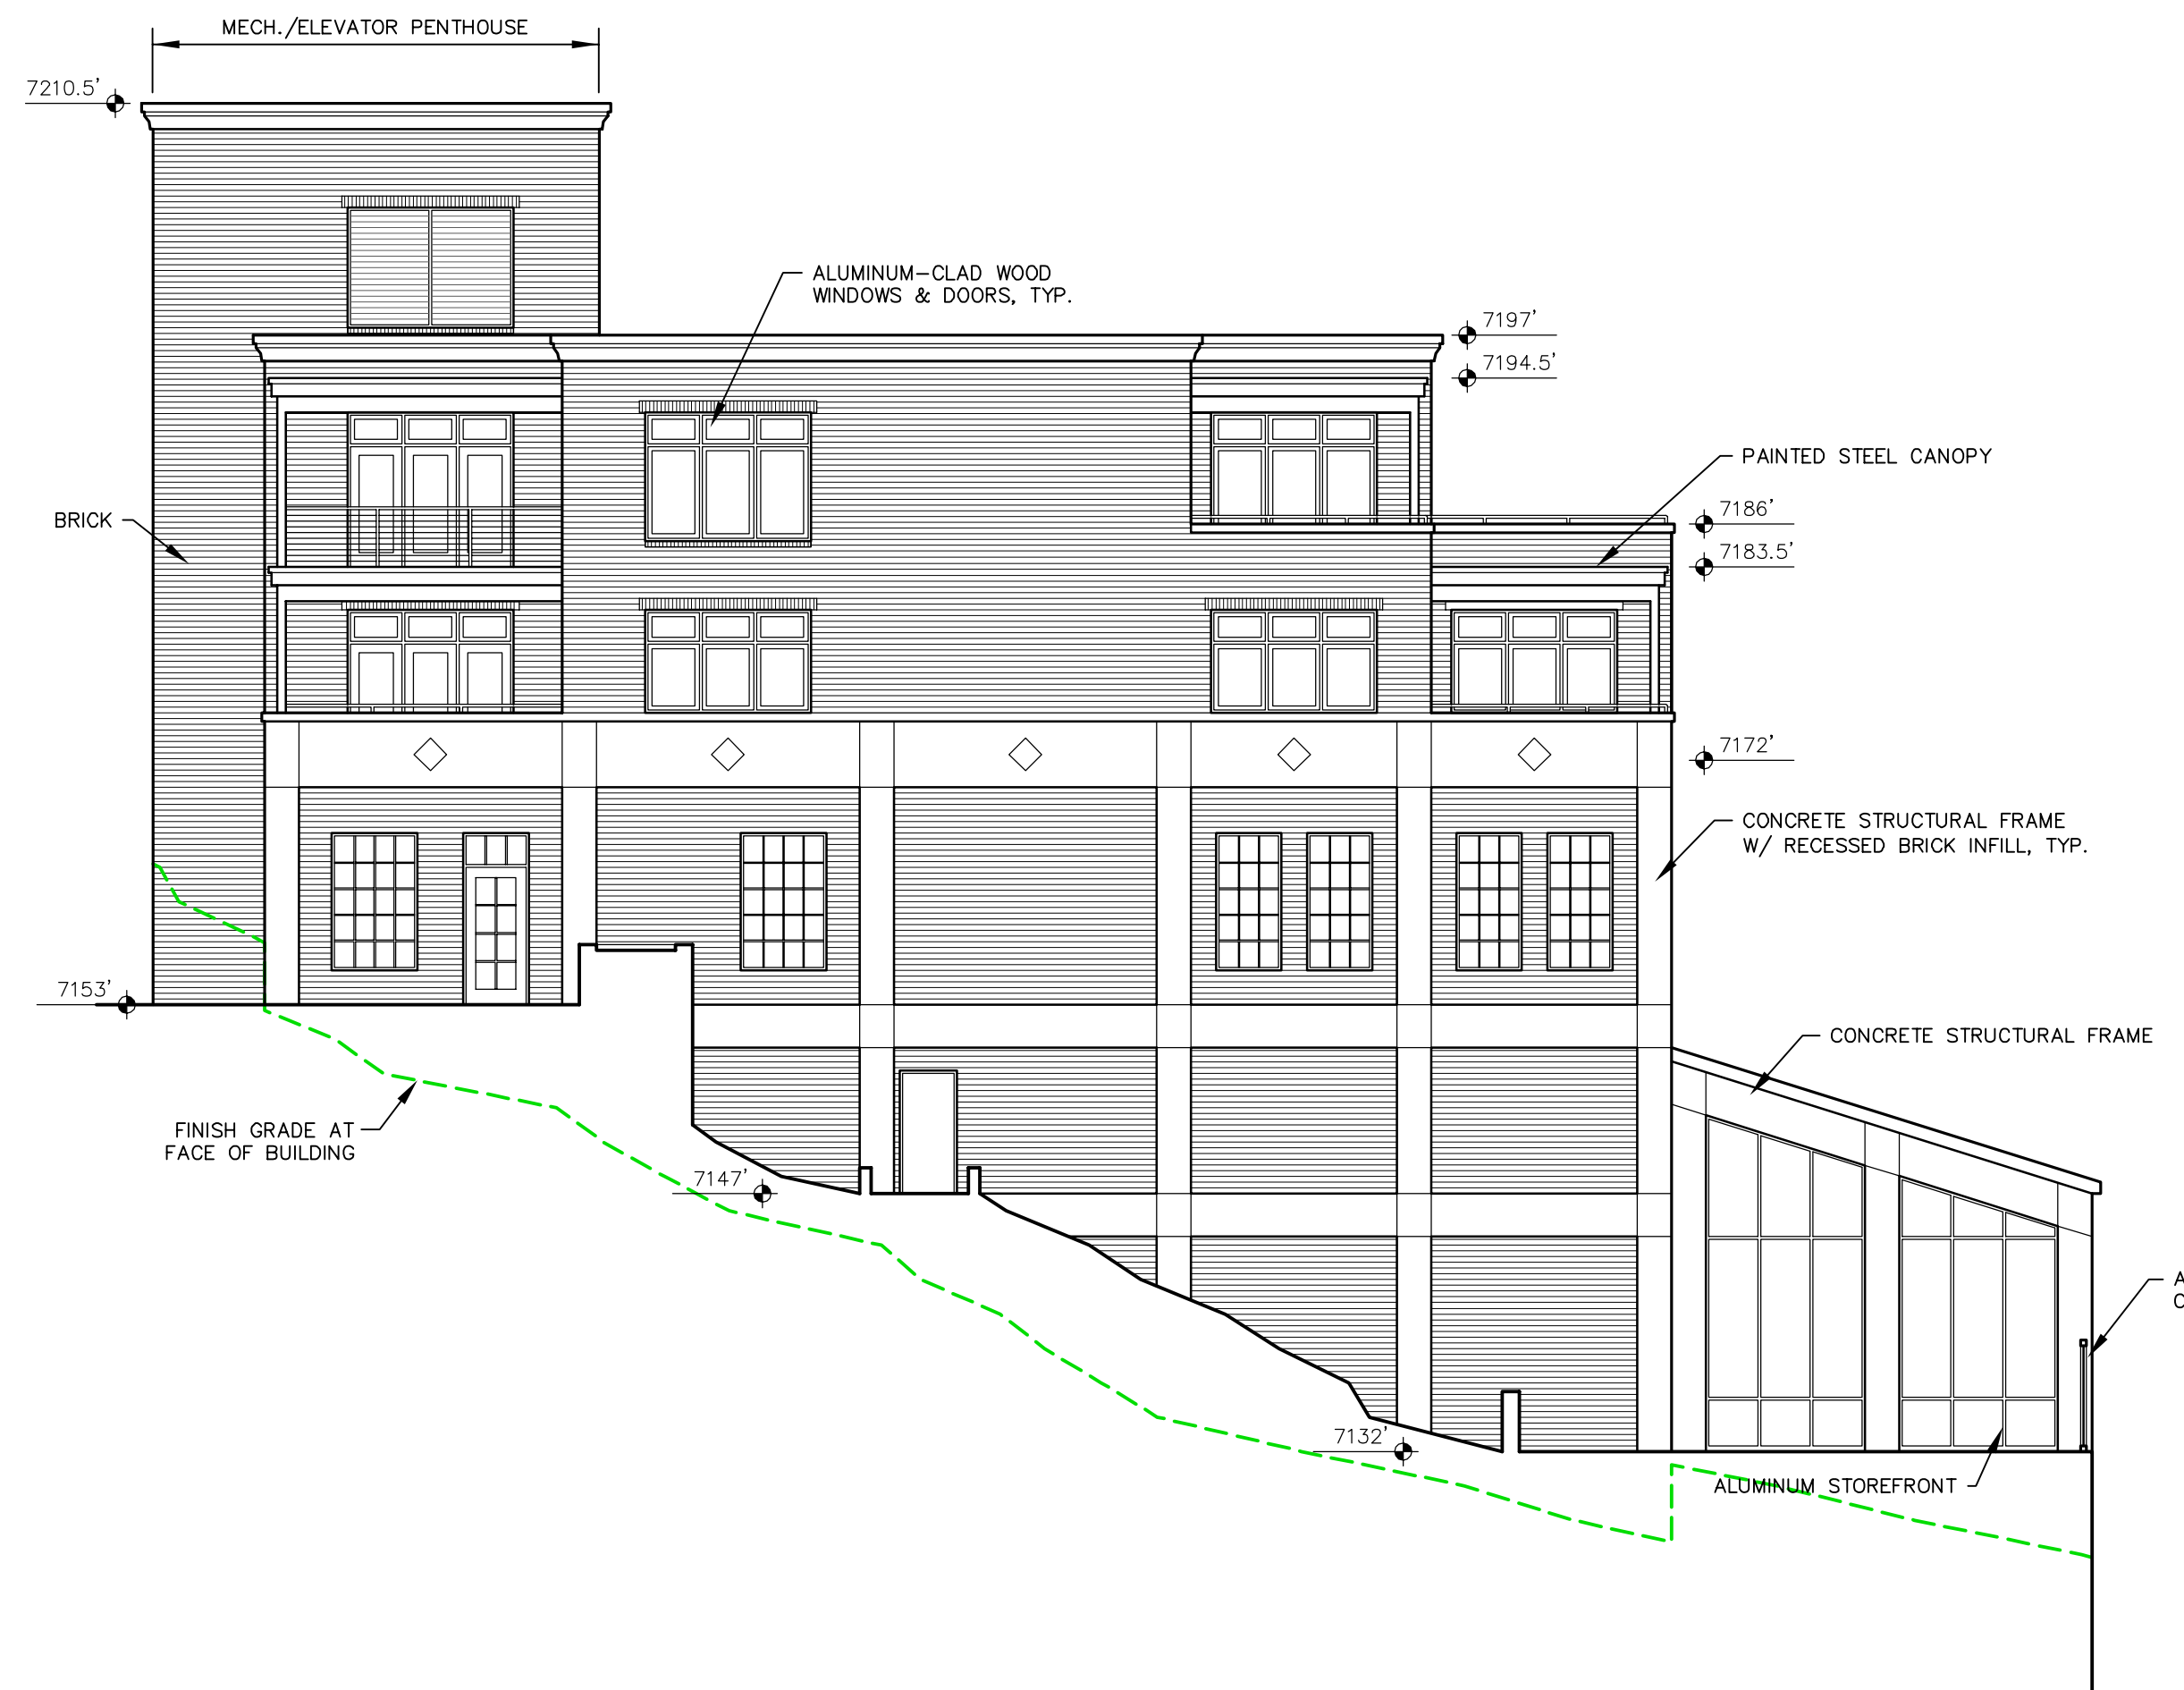 MECH./ELEVATOR PENTHOUSE
7210.5'
ALUMINUM-CLAD WOOD
WINDOWS & DOORS, TYP.
7197'
7194.5'
PAINTED STEEL CANOPY
BRICK
7186'
7183.5'
7172'
CONCRETE STRUCTURAL FRAME
W/ RECESSED BRICK INFILL, TYP.
7153'
CONCRETE STRUCTURAL FRAME
FINISH GRADE AT
FACE OF BUILDING
7147'
7132'
ALUMINUM STOREFRONT